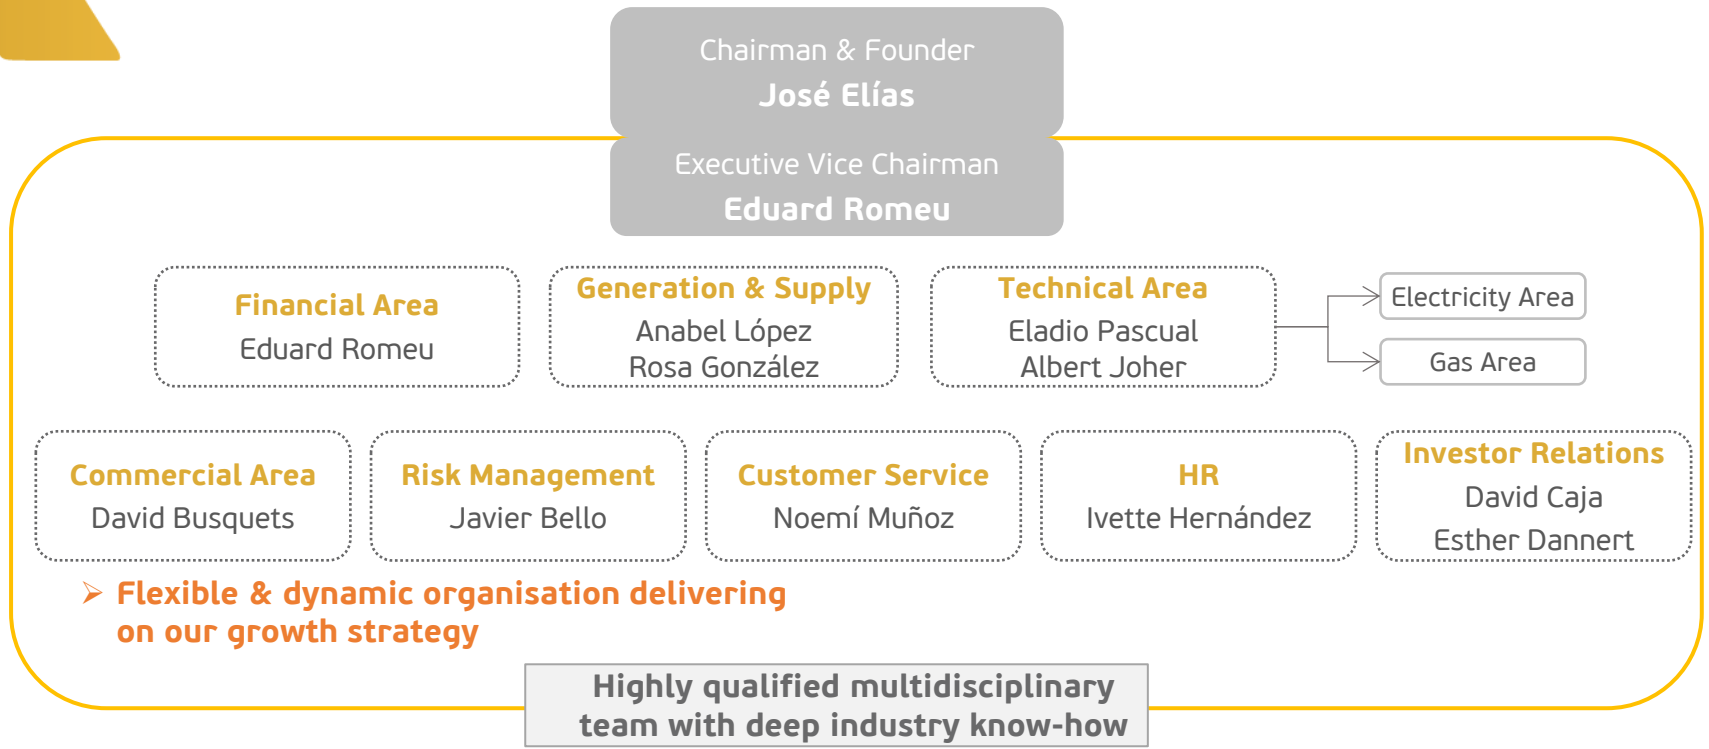 Chairman & Founder
José Elías
Executive Vice Chairman
Eduard Romeu
Financial Area
Eduard Romeu
Generation & Supply
Anabel López
Rosa González
Technical Area
Eladio Pascual
Albert Joher
Electricity Area
Gas Area
Commercial Area
David Busquets
Risk Management
Javier Bello
Customer Service
Noemí Muñoz
HR
Ivette Hernández
Investor Relations
David Caja
Esther Dannert
➢ Flexible & dynamic organisation delivering
on our growth strategy
Highly qualified multidisciplinary
team with deep industry know-how